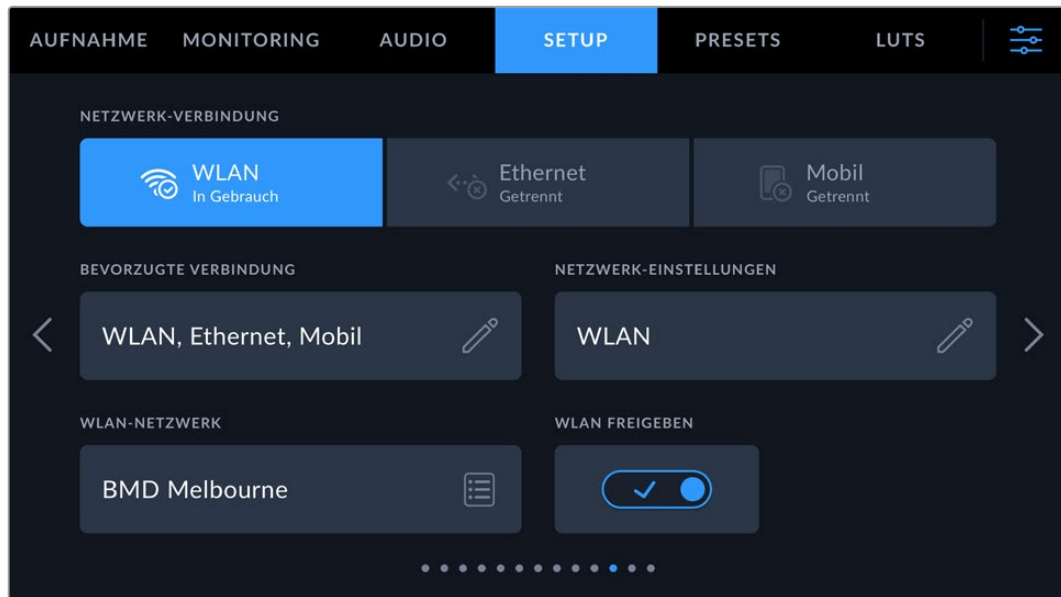 AUFNAHME MONITORING AUDIO SETUP PRESETS LUTS
NETZWERK-VERBINDUNG
WLAN
In Gebrauch
Ethernet
Getrennt
Mobil
Getrennt
BEVORZUGTE VERBINDUNG
WLAN, Ethernet, Mobil
NETZWERK-EINSTELLUNGEN
WLAN
WLAN-NETZWERK
BMD Melbourne
WLAN FREIGEBEN